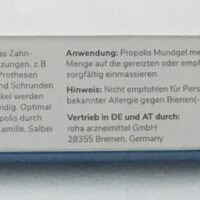 as Zahn-
zungen, z.B.
Prothesen
nd Schrunden
kel werden
eidig. Optimal
polis durch
Kamille, Salbei
Anwendung: Propolis Mundgel me
Menge auf die gereizten oder empf
sorgfältig einmassieren.
Hinweis: Nicht empfohlen für Pers
bekannter Allergie gegen Bienen(-)
Vertrieb in DE und AT durch:
roha arzneimittel GmbH
28355 Bremen, Germany